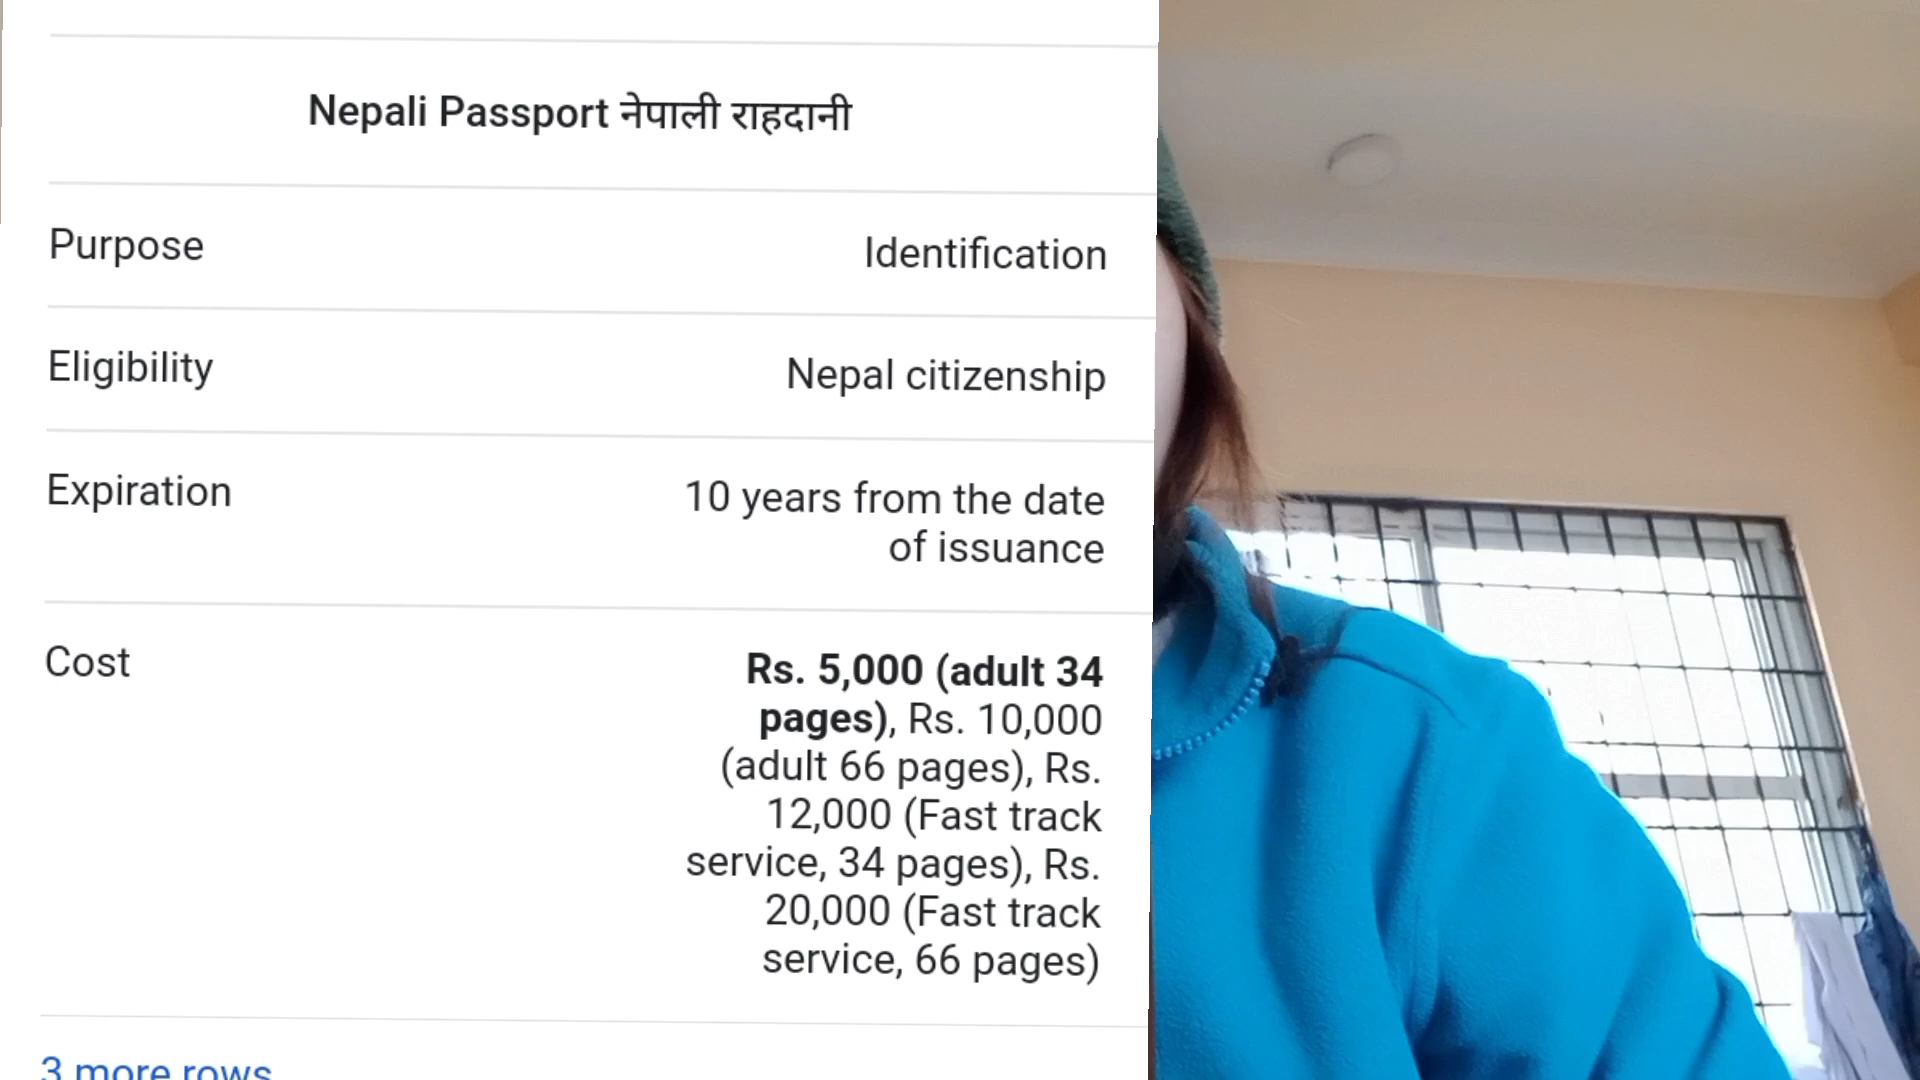 Nepali Passport नेपाली राहदानी
Purpose Identification
Eligibility Nepal citizenship
Expiration 10 years from the date
of issuance
Cost Rs. 5,000 (adult 34
pages), Rs. 10,000
(adult 66 pages), Rs.
12,000 (Fast track
service, 34 pages), Rs.
20,000 (Fast track
service, 66 pages)
3 more rows